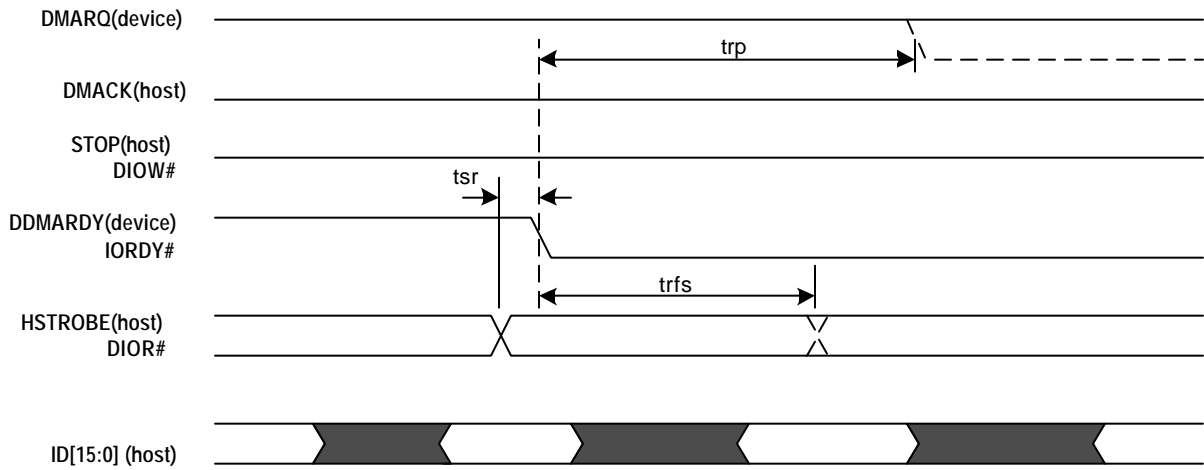 DMARQ(device)
trp
DMACK(host)
STOP(host)
DIOW#
tsr
DDMARDY(device)
IORDY#
trfs
HSTROBE(host)
DIOR#
ID[15:0] (host)